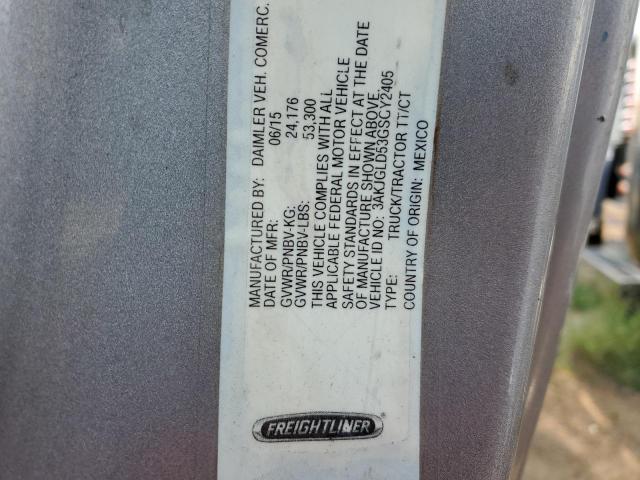 MANUFACTURED BY: DAIMLER VEH. COMERC.
DATE OF MFR: 06/15
GVWR/PNBV-KG: 24,176
GVWR/PNBV-LBS: 53,300
THIS VEHICLE COMPLIES WITH ALL
APPLICABLE FEDERAL MOTOR VEHICLE
SAFETY STANDARDS IN EFFECT AT THE DATE
OF MANUFACTURE SHOWN ABOVE.
VEHICLE ID NO: 3AKJGLD53GSCY2405
TYPE: TRUCK/TRACTOR TT/CT
COUNTRY OF ORIGIN: MEXICO
FREIGHTLINER